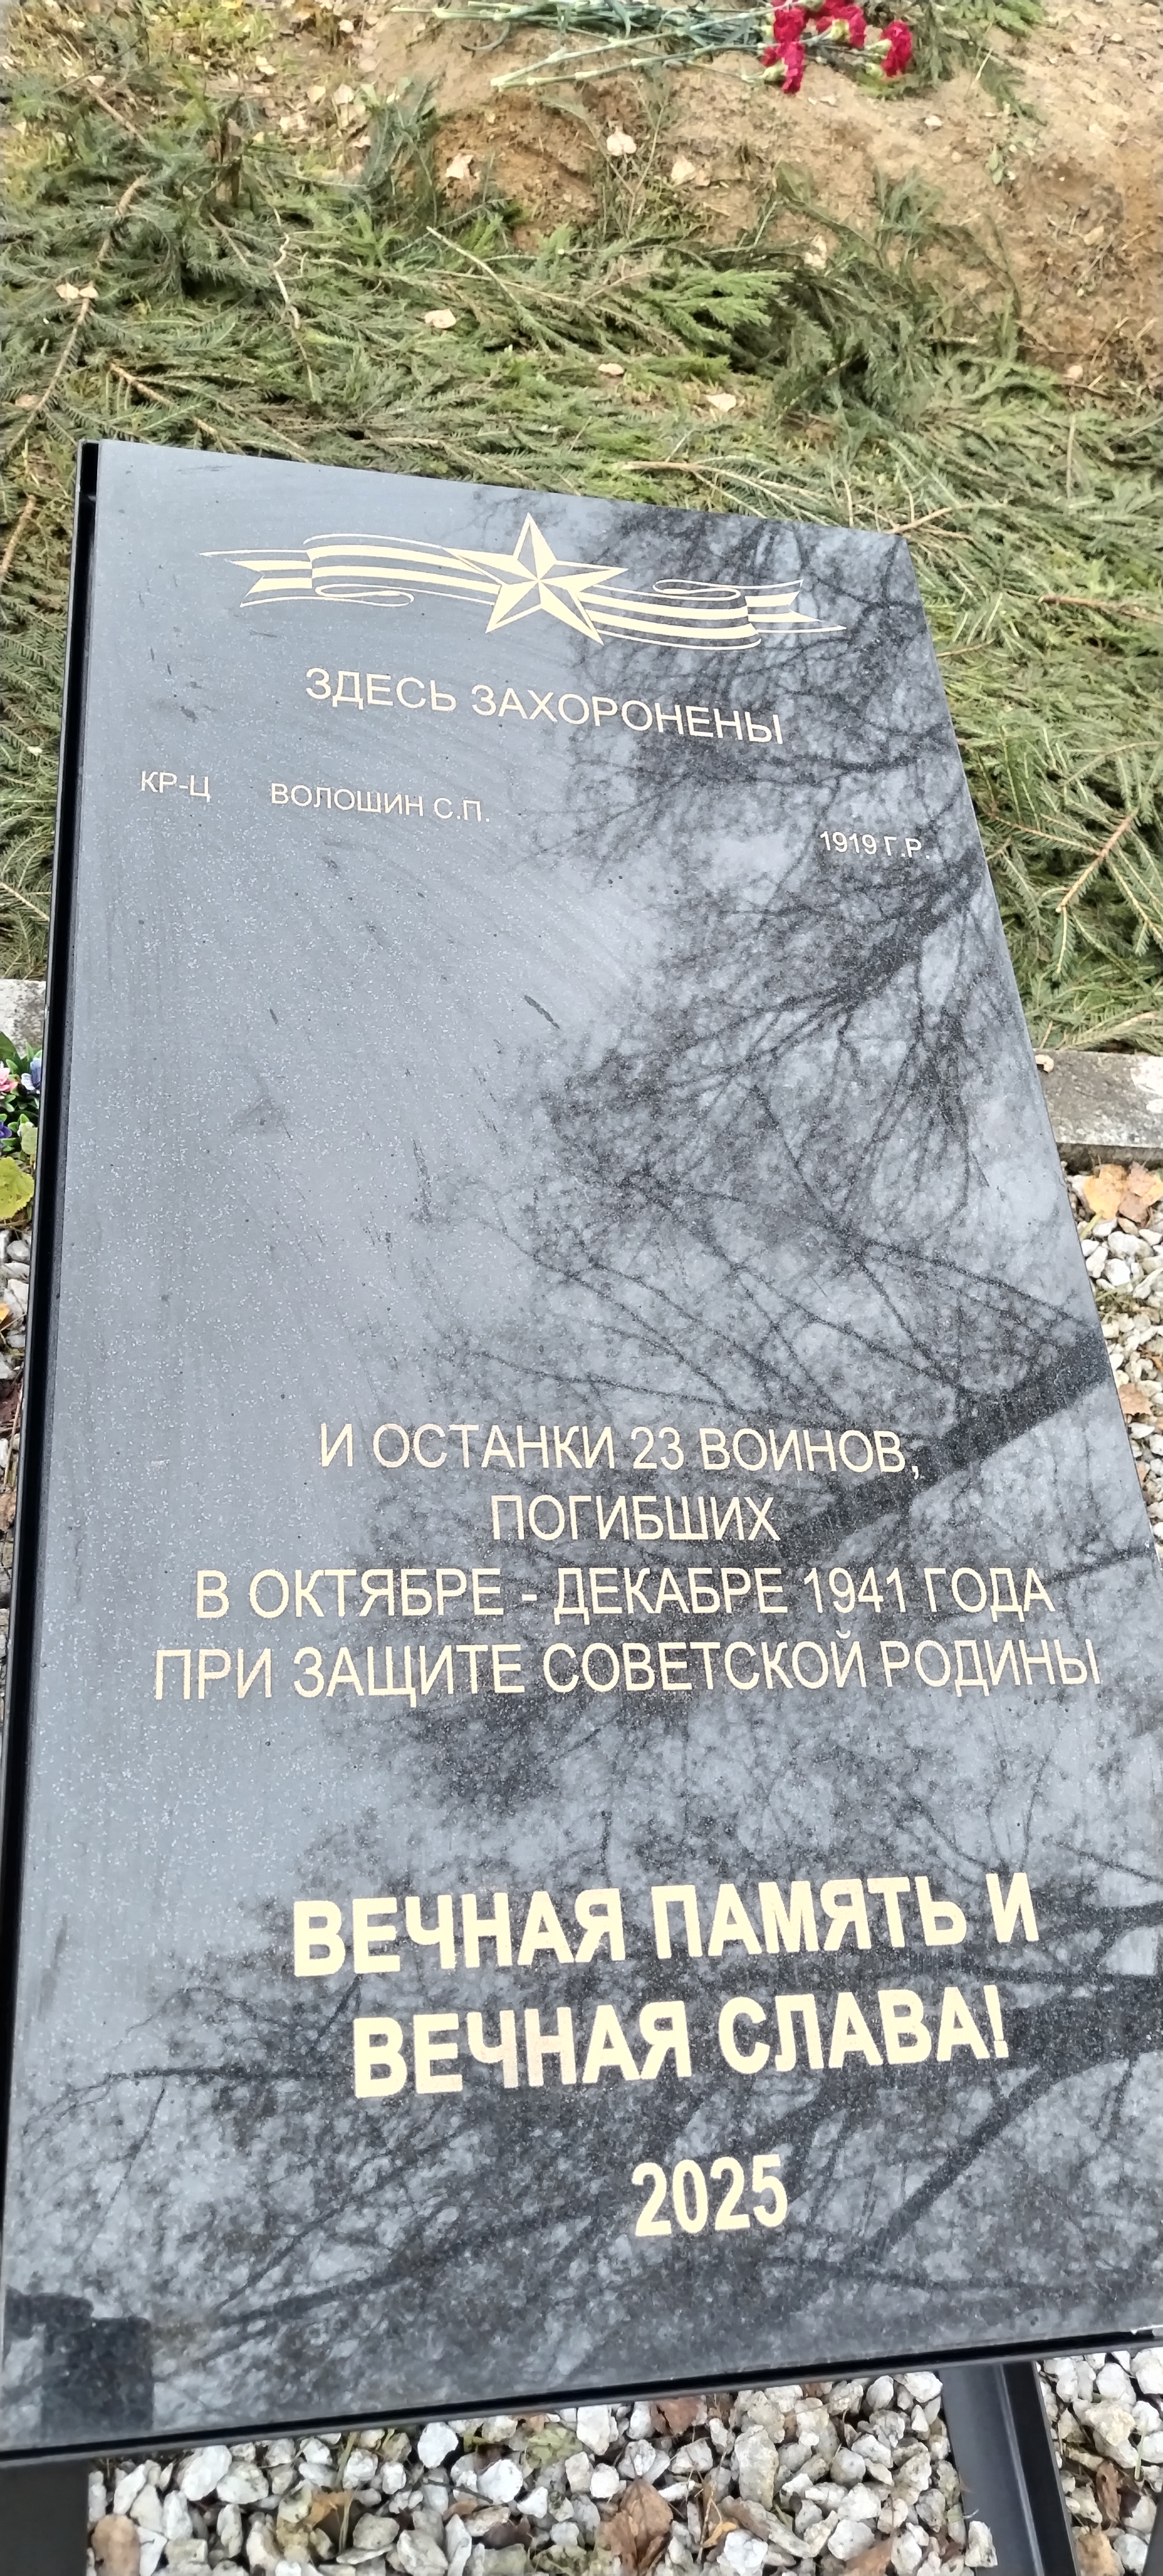 ЗДЕСЬ ЗАХОРОНЕНЫ
КР-Ц ВОЛОШИН С.П. 1919 Г.Р.
И ОСТАНКИ 23 ВОИНОВ,
ПОГИБШИХ
В ОКТЯБРЕ - ДЕКАБРЕ 1941 ГОДА
ПРИ ЗАЩИТЕ СОВЕТСКОЙ РОДИНЫ
ВЕЧНАЯ ПАМЯТЬ И
ВЕЧНАЯ СЛАВА!
2025